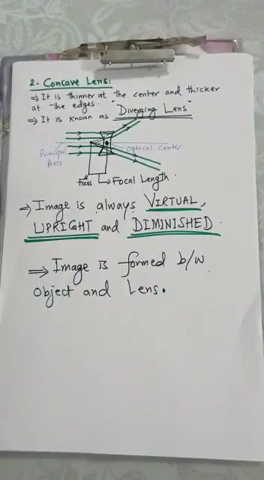 2- Concave Lens:
⇒ It is thinner at the center and thicker
at the edges.
⇒ It is known as "Diverging Lens"
Principal Axis
optical Center
Focus
Focal Length.
⇒ Image is always VIRTUAL,
UPRIGHT and DIMINISHED.
⇒ Image is formed b/w
object and Lens.